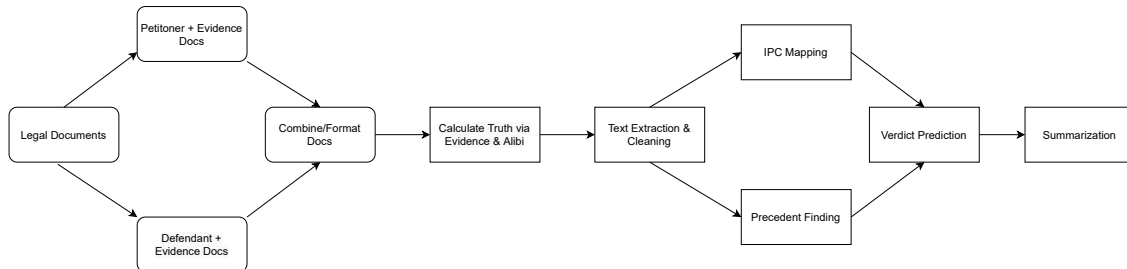 Petitoner + Evidence
Docs
Legal Documents
Defendant +
Evidence Docs
Combine/Format
Docs
Calculate Truth via
Evidence & Alibi
Text Extraction &
Cleaning
IPC Mapping
Precedent Finding
Verdict Prediction
Summarization